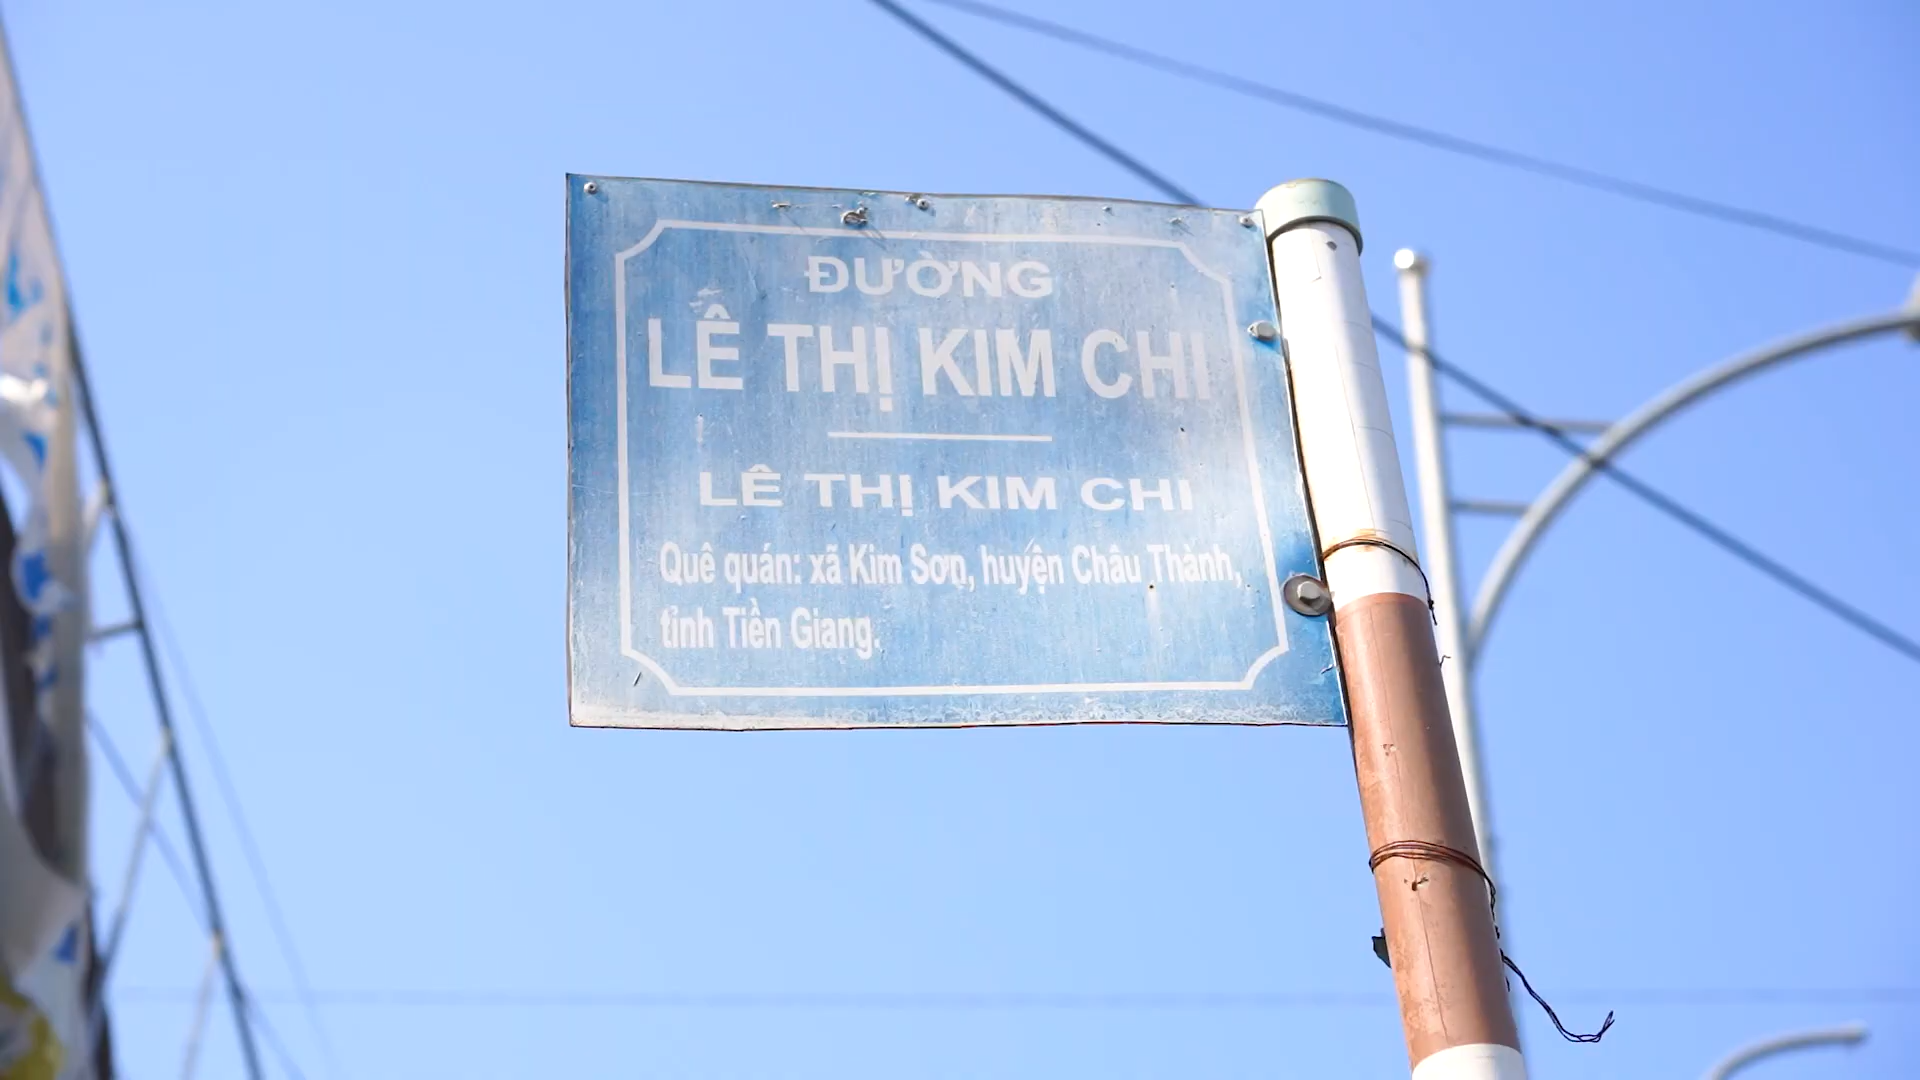 ĐƯỜNG
LÊ THỊ KIM CHI
LÊ THỊ KIM CHI
Quê quán: xã Kim Sơn, huyện Châu Thành,
tỉnh Tiền Giang.